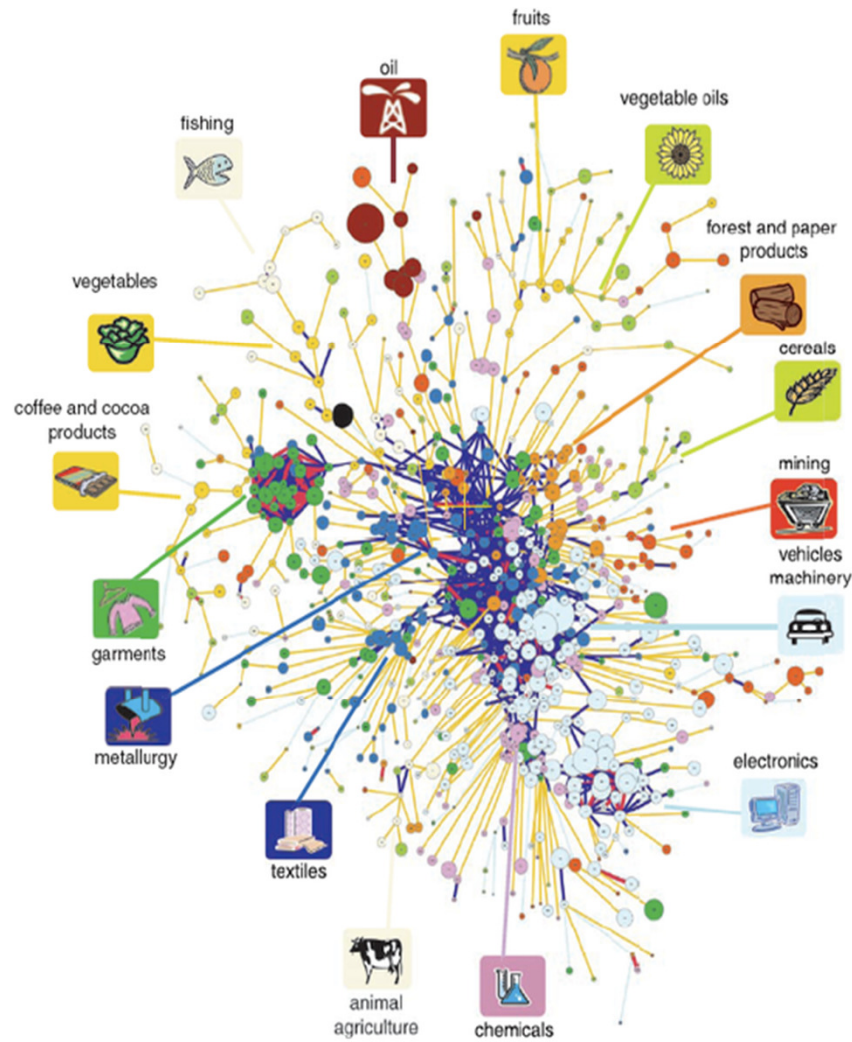 fruits
oil
vegetable oils
fishing
forest and paper
products
vegetables
cereals
coffee and cocoa
products
mining
vehicles
machinery
garments
metallurgy
electronics
textiles
animal
agriculture
chemicals